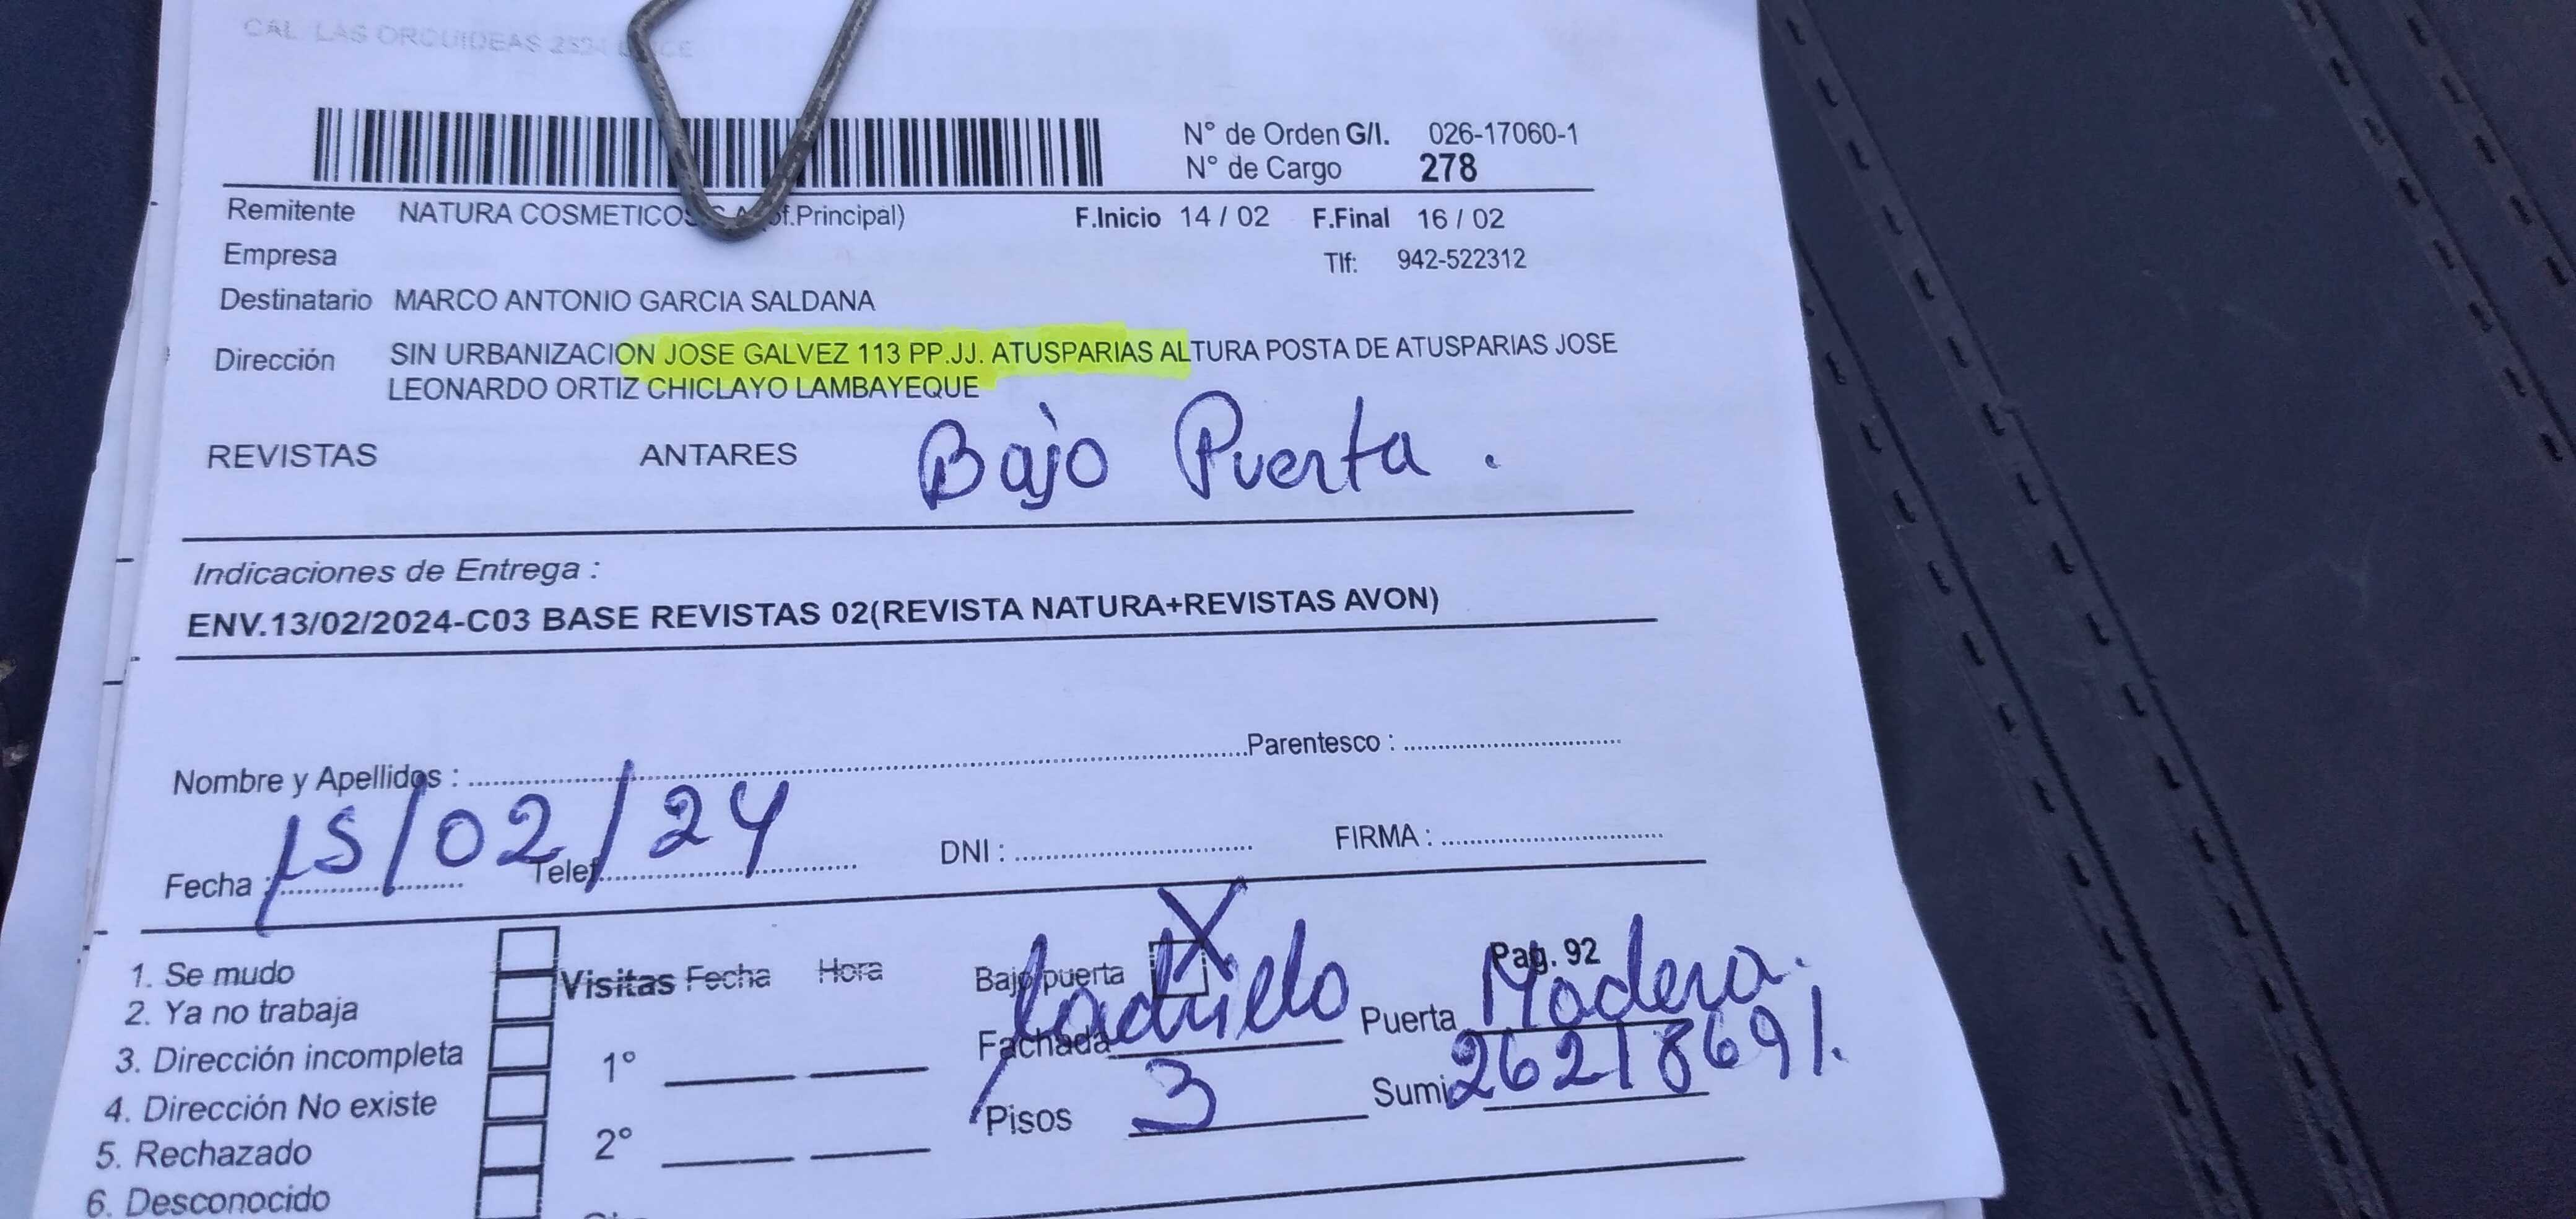 CAL LAS ORQUIDEAS
N° de Orden G/I. 026-17060-1
N° de Cargo 278
Remitente NATURA COSMETICOS of.Principal) F.Inicio 14 / 02 F.Final 16 / 02
Empresa Tlf: 942-522312
Destinatario MARCO ANTONIO GARCIA SALDANA
Dirección SIN URBANIZACION JOSE GALVEZ 113 PP.JJ. ATUSPARIAS ALTURA POSTA DE ATUSPARIAS JOSE
LEONARDO ORTIZ CHICLAYO LAMBAYEQUE
REVISTAS ANTARES Bajo Puerta.
Indicaciones de Entrega :
ENV.13/02/2024-C03 BASE REVISTAS 02(REVISTA NATURA+REVISTAS AVON)
Nombre y Apellidos : Parentesco :
Fecha : 15/02/24 Telef. DNI : FIRMA :
1. Se mudo Visitas Fecha Hora Bajo puerta X Pag. 92
2. Ya no trabaja Fachada Ladrillo Puerta Madera.
3. Dirección incompleta 1°
4. Dirección No existe Pisos 3 Sumi 26218691.
5. Rechazado 2°
6. Desconocido